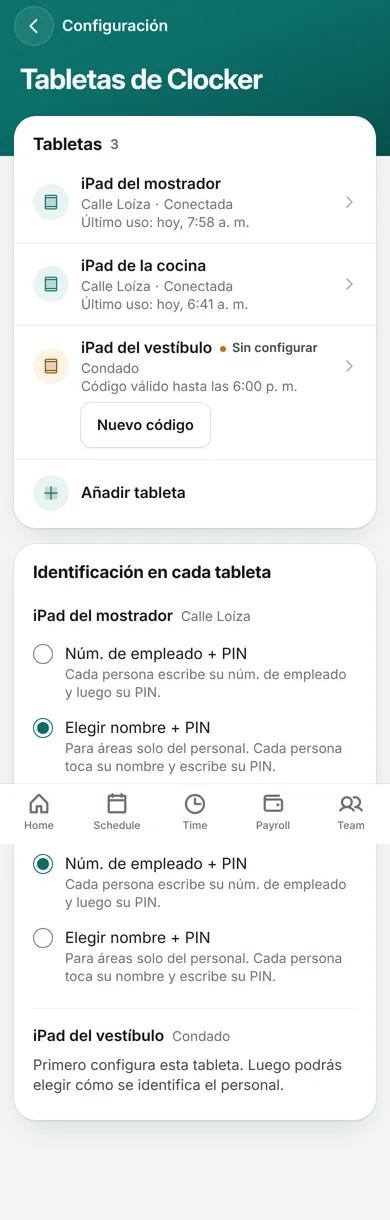 Configuración
Tabletas de Clocker
Tabletas 3
iPad del mostrador
Calle Loíza · Conectada
Último uso: hoy, 7:58 a. m.
iPad de la cocina
Calle Loíza · Conectada
Último uso: hoy, 6:41 a. m.
iPad del vestíbulo Sin configurar
Condado
Código válido hasta las 6:00 p. m.
Nuevo código
Añadir tableta
Identificación en cada tableta
iPad del mostrador Calle Loíza
Núm. de empleado + PIN
Cada persona escribe su núm. de empleado
y luego su PIN.
Elegir nombre + PIN
Para áreas solo del personal. Cada persona
toca su nombre y escribe su PIN.
Home Schedule Time Payroll Team
Núm. de empleado + PIN
Cada persona escribe su núm. de empleado
y luego su PIN.
Elegir nombre + PIN
Para áreas solo del personal. Cada persona
toca su nombre y escribe su PIN.
iPad del vestíbulo Condado
Primero configura esta tableta. Luego podrás
elegir cómo se identifica el personal.